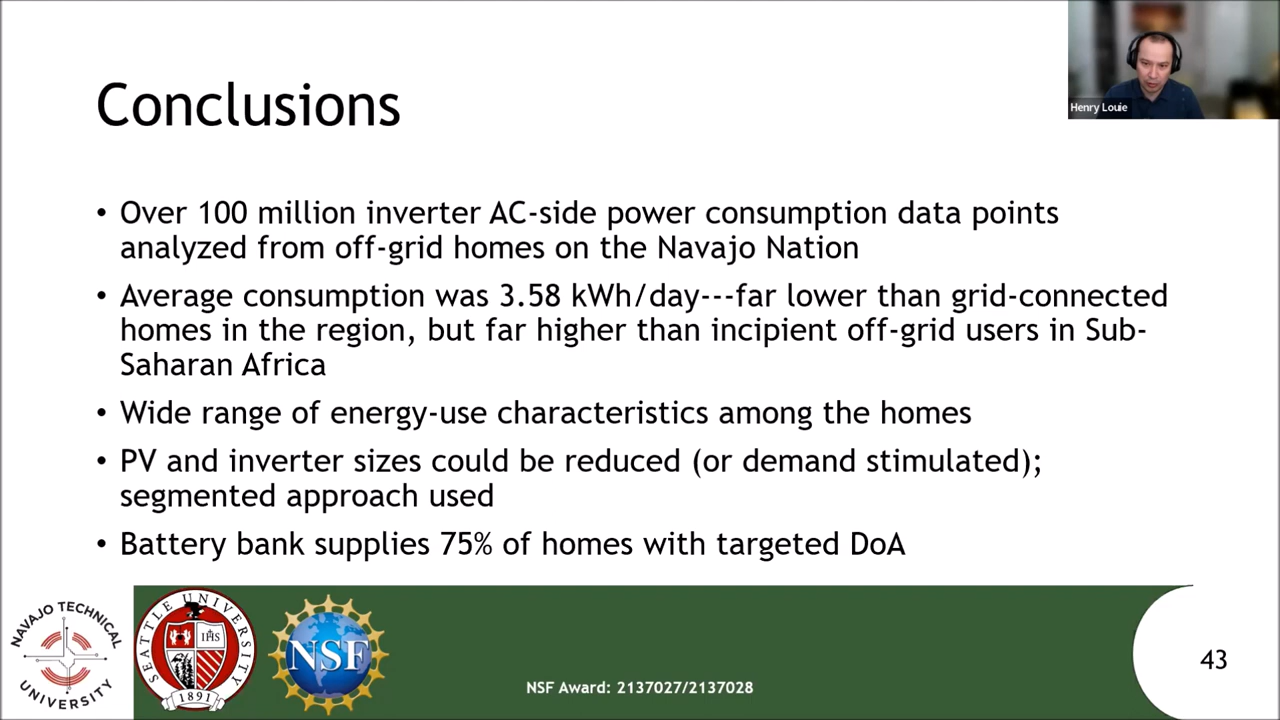 Conclusions
Henry Louie
• Over 100 million inverter AC-side power consumption data points
analyzed from off-grid homes on the Navajo Nation
• Average consumption was 3.58 kWh/day---far lower than grid-connected
homes in the region, but far higher than incipient off-grid users in Sub-
Saharan Africa
• Wide range of energy-use characteristics among the homes
• PV and inverter sizes could be reduced (or demand stimulated);
segmented approach used
• Battery bank supplies 75% of homes with targeted DoA
NAVAJO TECHNICAL
UNIVERSITY
SEATTLE UNIVERSITY
IHS
1891
NSF
NSF Award: 2137027/2137028
43